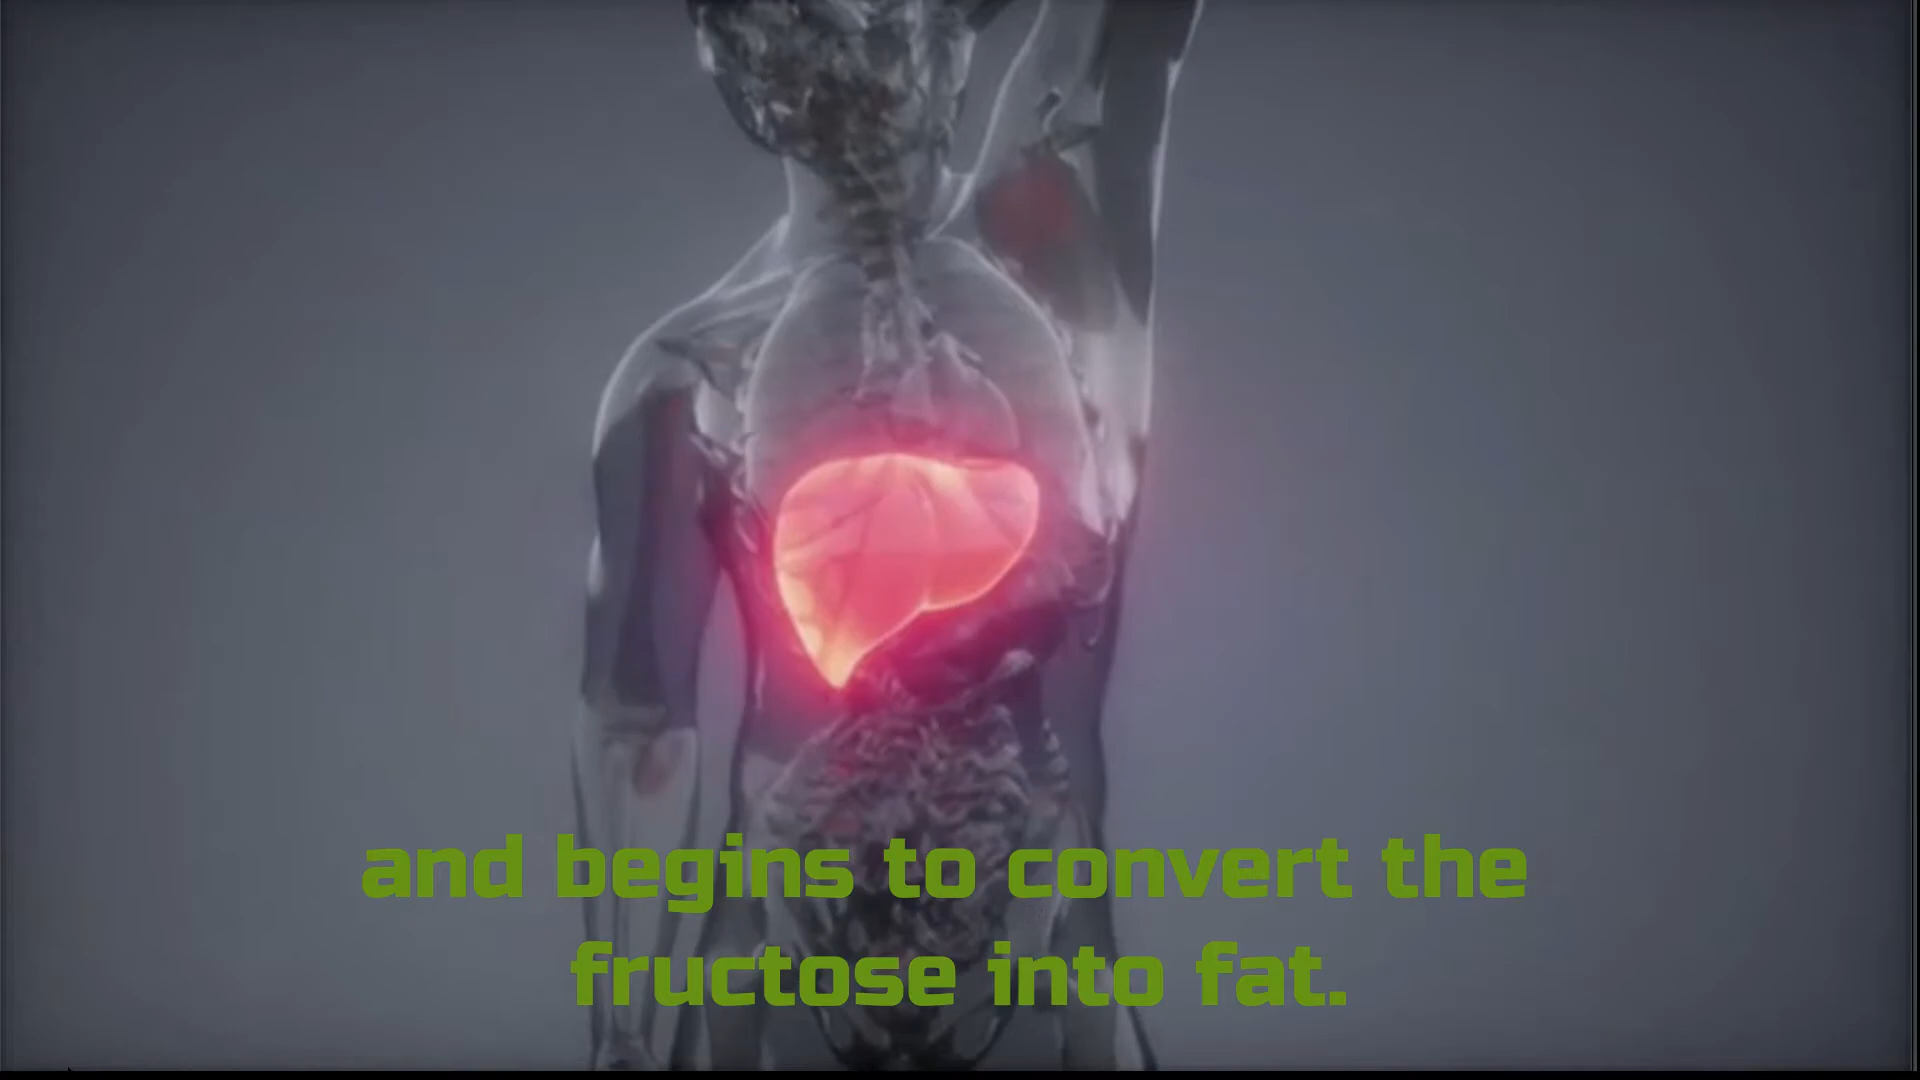 and begins to convert the
fructose into fat.